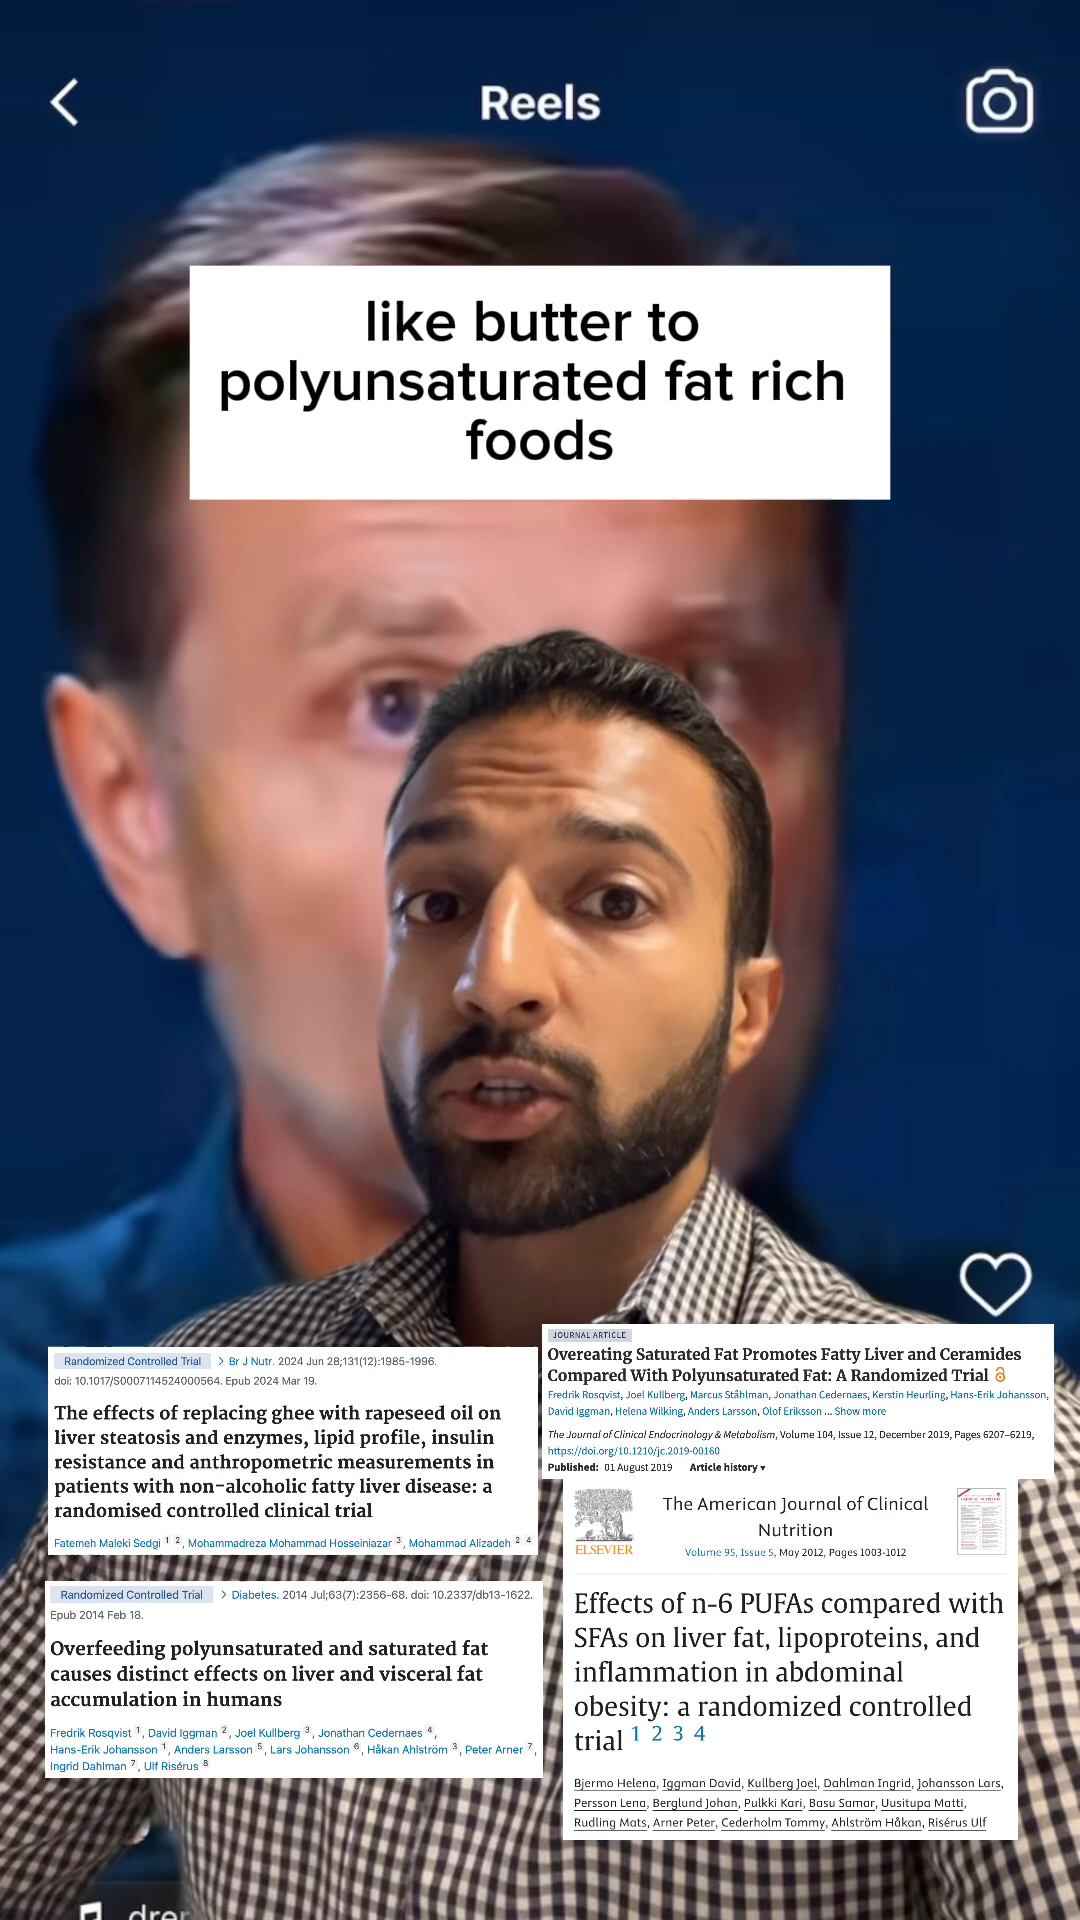 Reels
like butter to
polyunsaturated fat rich
foods
Randomized Controlled Trial > Br J Nutr. 2024 Jun 28;131(12):1985-1996.
doi: 10.1017/S0007114524000564. Epub 2024 Mar 19.
The effects of replacing ghee with rapeseed oil on
liver steatosis and enzymes, lipid profile, insulin
resistance and anthropometric measurements in
patients with non-alcoholic fatty liver disease: a
randomised controlled clinical trial
Fatemeh Maleki Sedgi 1 2, Mohammadreza Mohammad Hosseiniazar 3, Mohammad Alizadeh 2 4
JOURNAL ARTICLE
Overeating Saturated Fat Promotes Fatty Liver and Ceramides
Compared With Polyunsaturated Fat: A Randomized Trial
Fredrik Rosqvist, Joel Kullberg, Marcus Ståhlman, Jonathan Cedernaes, Kerstin Heurling, Hans-Erik Johansson,
David Iggman, Helena Wilking, Anders Larsson, Olof Eriksson ... Show more
The Journal of Clinical Endocrinology & Metabolism, Volume 104, Issue 12, December 2019, Pages 6207–6219,
https://doi.org/10.1210/jc.2019-00160
Published: 01 August 2019 Article history
Randomized Controlled Trial > Diabetes. 2014 Jul;63(7):2356-68. doi: 10.2337/db13-1622.
Epub 2014 Feb 18.
Overfeeding polyunsaturated and saturated fat
causes distinct effects on liver and visceral fat
accumulation in humans
Fredrik Rosqvist 1, David Iggman 2, Joel Kullberg 3, Jonathan Cedernaes 4,
Hans-Erik Johansson 1, Anders Larsson 5, Lars Johansson 6, Håkan Ahlström 3, Peter Arner 7,
Ingrid Dahlman 7, Ulf Risérus 8
ELSEVIER
The American Journal of Clinical
Nutrition
Volume 95, Issue 5, May 2012, Pages 1003-1012
Effects of n-6 PUFAs compared with
SFAs on liver fat, lipoproteins, and
inflammation in abdominal
obesity: a randomized controlled
trial 1 2 3 4
Bjermo Helena, Iggman David, Kullberg Joel, Dahlman Ingrid, Johansson Lars,
Persson Lena, Berglund Johan, Pulkki Kari, Basu Samar, Uusitupa Matti,
Rudling Mats, Arner Peter, Cederholm Tommy, Ahlström Håkan, Risérus Ulf